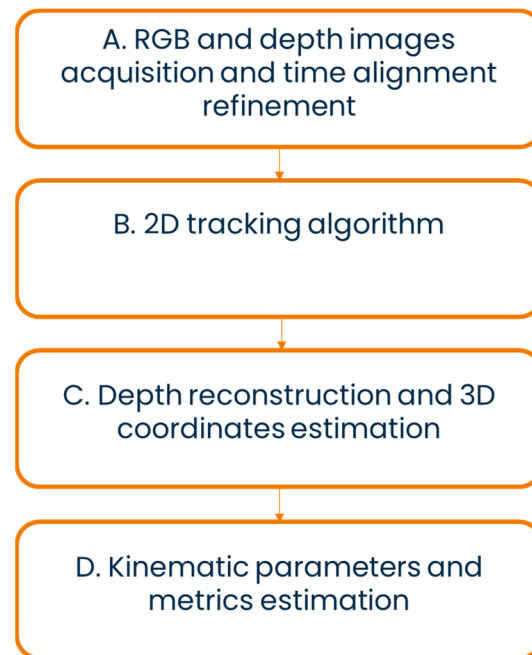 A. RGB and depth images
acquisition and time alignment
refinement
B. 2D tracking algorithm
C. Depth reconstruction and 3D
coordinates estimation
D. Kinematic parameters and
metrics estimation